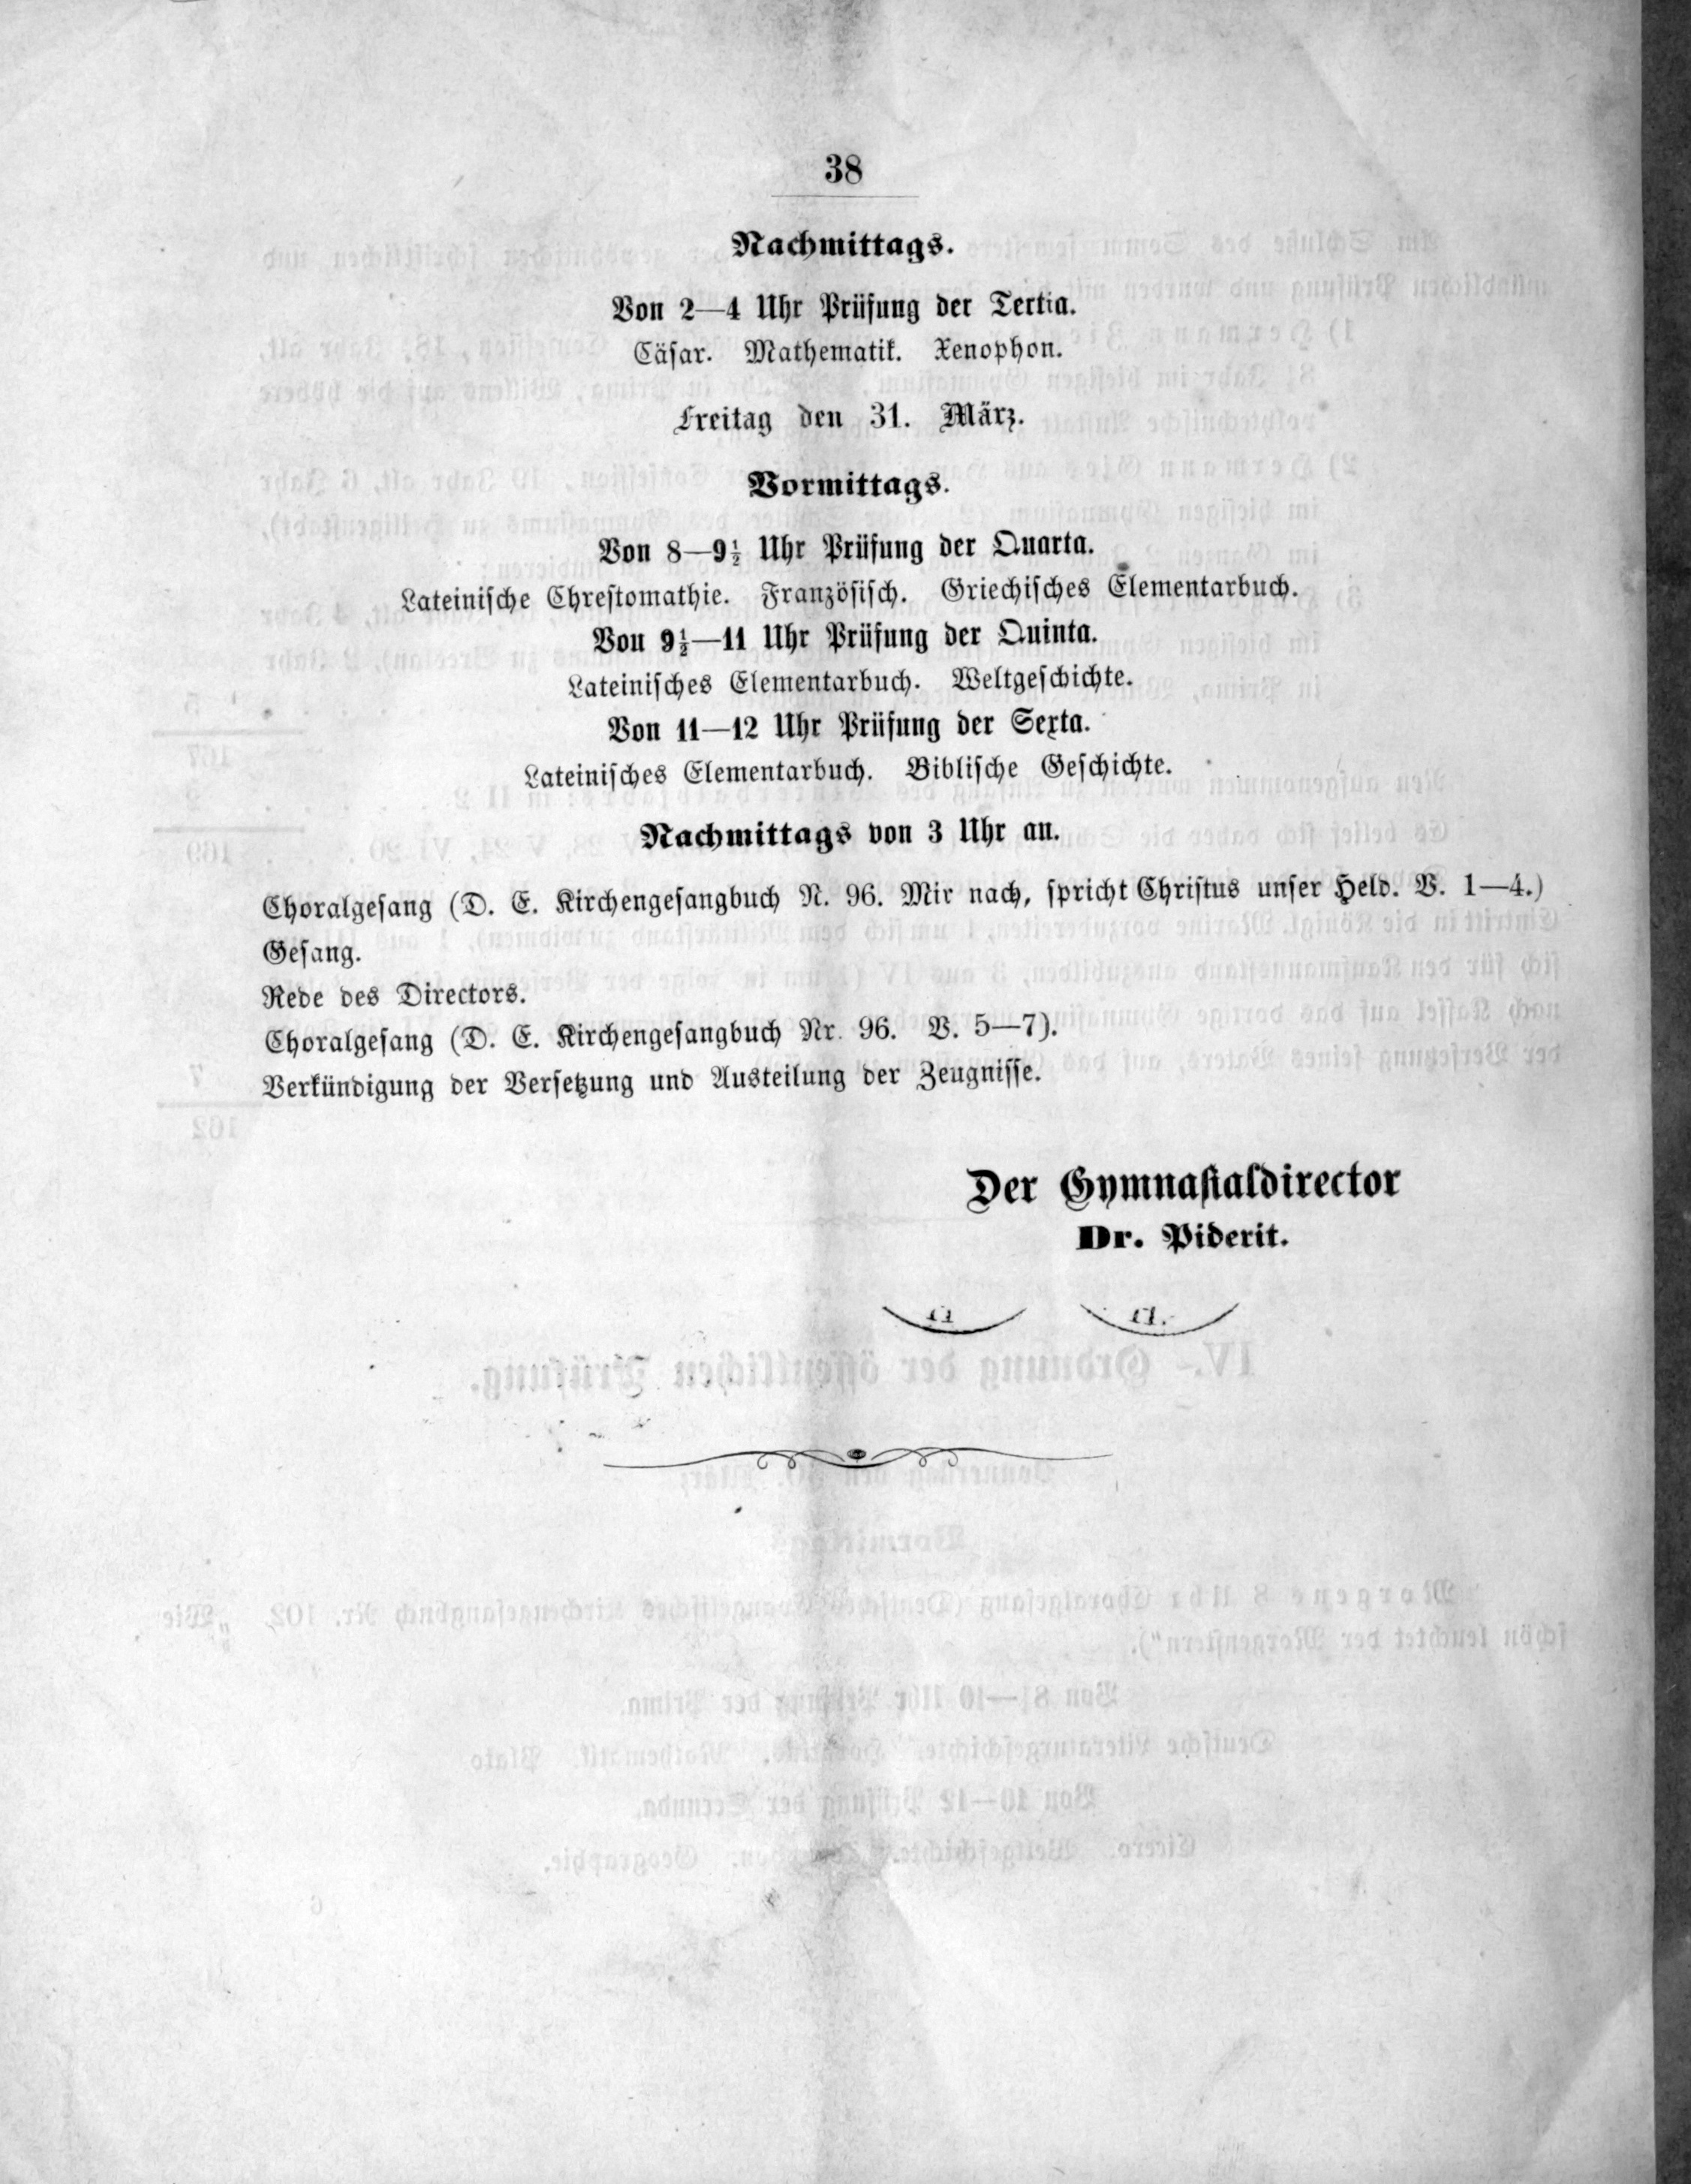 38
Nachmittags.
Von 2—4 Uhr Prüfung der Tertia.
Cäsar. Mathematik. Xenophon.
Freitag den 31. März.
Vormittags.
Von 8—9½ Uhr Prüfung der Quarta.
Lateinische Chrestomathie. Französisch. Griechisches Elementarbuch.
Von 9½—11 Uhr Prüfung der Quinta.
Lateinisches Elementarbuch. Weltgeschichte.
Von 11—12 Uhr Prüfung der Sexta.
Lateinisches Elementarbuch. Biblische Geschichte.
Nachmittags von 3 Uhr an.
Choralgesang (D. E. Kirchengesangbuch N. 96. Mir nach, spricht Christus unser Held. V. 1—4.)
Gesang.
Rede des Directors.
Choralgesang (D. E. Kirchengesangbuch Nr. 96. V. 5—7).
Verkündigung der Versetzung und Austeilung der Zeugnisse.
Der Gymnasialdirector
Dr. Piderit.